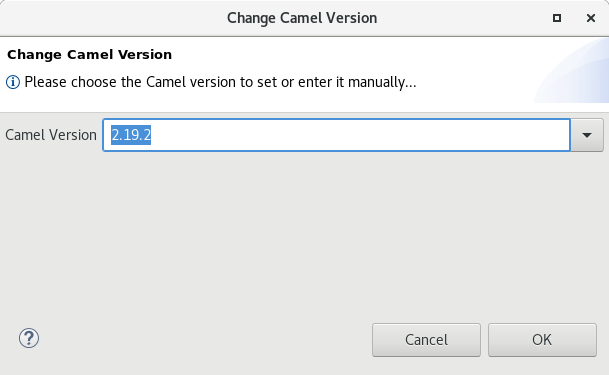 Change Camel Version
Change Camel Version
Please choose the Camel version to set or enter it manually...
Camel Version 2.19.2
Cancel OK